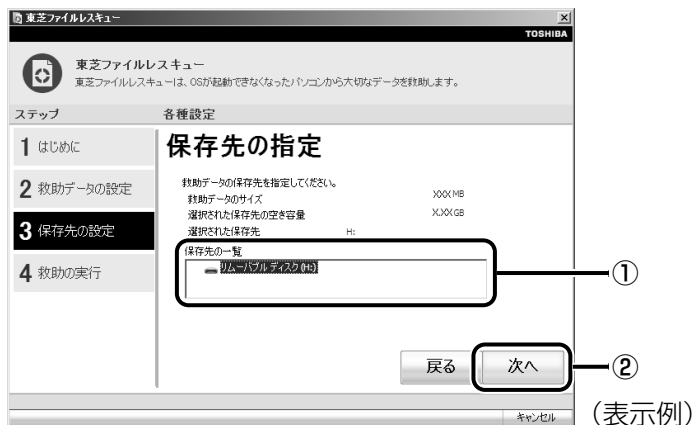 東芝ファイルレスキュー
TOSHIBA
東芝ファイルレスキュー
東芝ファイルレスキューは、OSが起動できなくなったパソコンから大切なデータを救助します。
ステップ 各種設定
1 はじめに
2 救助データの設定
3 保存先の設定
4 救助の実行
保存先の指定
救助データの保存先を指定してください。
救助データのサイズ XXX MB
選択された保存先の空き容量 X.XX GB
選択された保存先 H:
保存先の一覧
リムーバブル ディスク (H:)
①
戻る 次へ
②
キャンセル
（表示例）